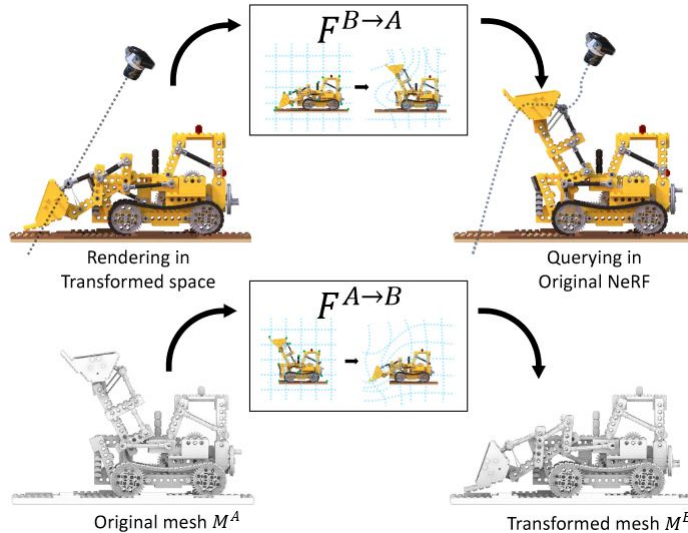 F^{B→A}
Rendering in
Transformed space
Querying in
Original NeRF
F^{A→B}
Original mesh M^A
Transformed mesh M^B